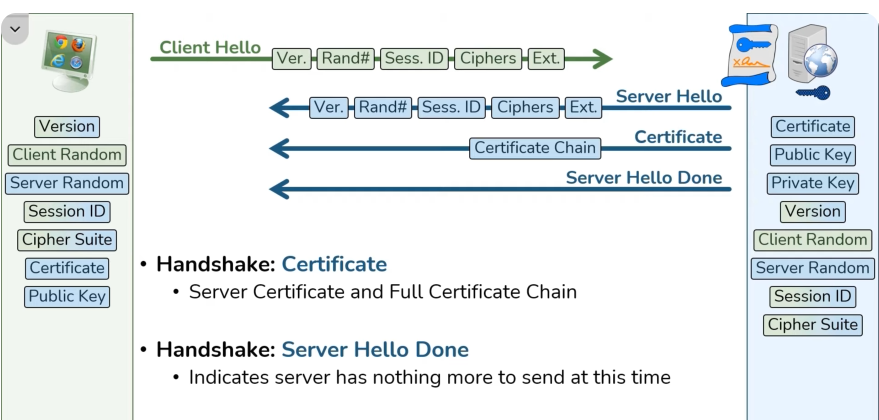 Client Hello
Ver. Rand# Sess. ID Ciphers Ext.
Server Hello
Ver. Rand# Sess. ID Ciphers Ext.
Certificate
Certificate Chain
Server Hello Done
Version
Client Random
Server Random
Session ID
Cipher Suite
Certificate
Public Key
• Handshake: Certificate
• Server Certificate and Full Certificate Chain
• Handshake: Server Hello Done
• Indicates server has nothing more to send at this time
Certificate
Public Key
Private Key
Version
Client Random
Server Random
Session ID
Cipher Suite